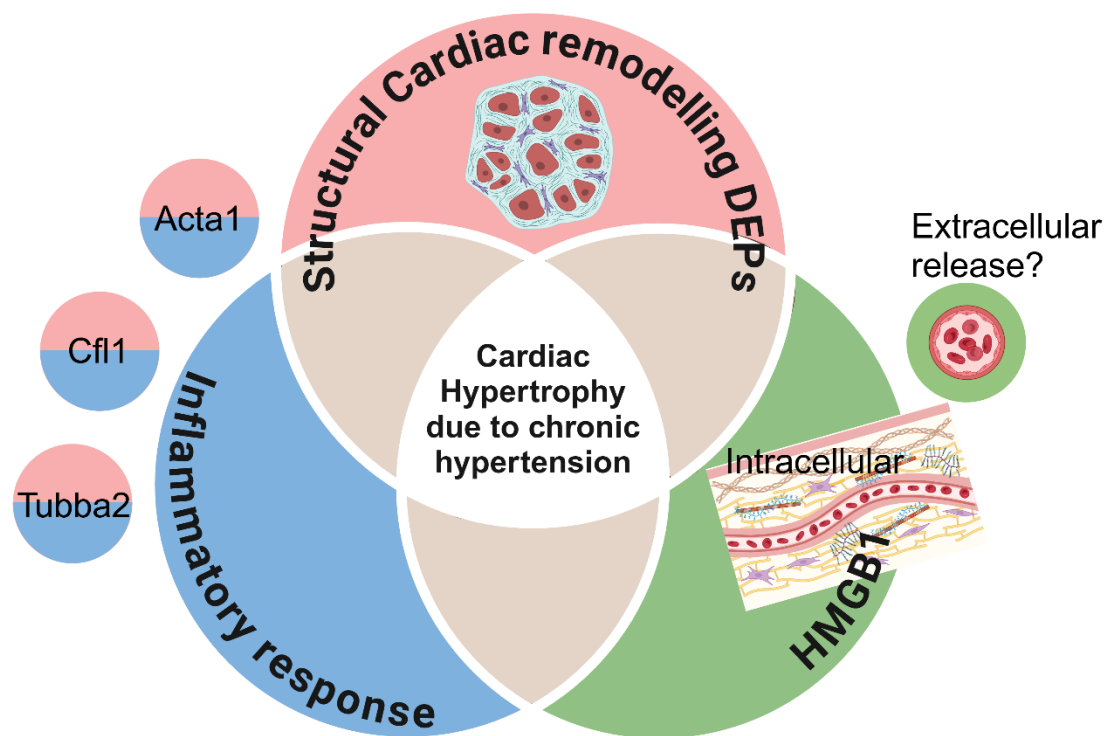 Structural Cardiac remodelling DEPs
Acta1
Cfl1
Tubba2
Inflammatory response
Cardiac
Hypertrophy
due to chronic
hypertension
Extracellular
release?
Intracellular
HMGB1